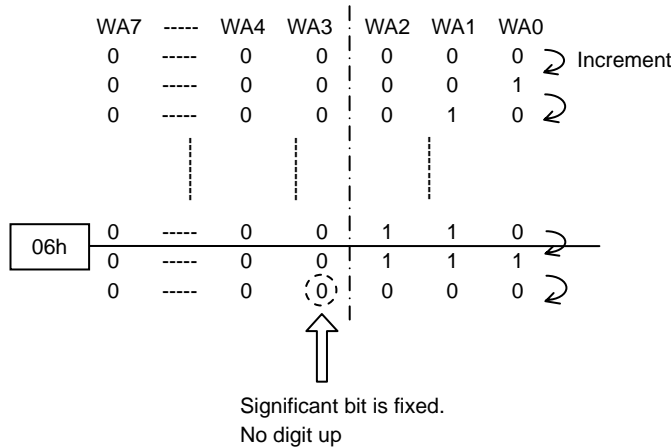 WA7 ----- WA4 WA3 WA2 WA1 WA0
0 ----- 0 0 0 0 0 Increment
0 ----- 0 0 0 0 1
0 ----- 0 0 0 1 0
06h 0 ----- 0 0 1 1 0
0 ----- 0 0 1 1 1
0 ----- 0 0 0 0 0
Significant bit is fixed.
No digit up